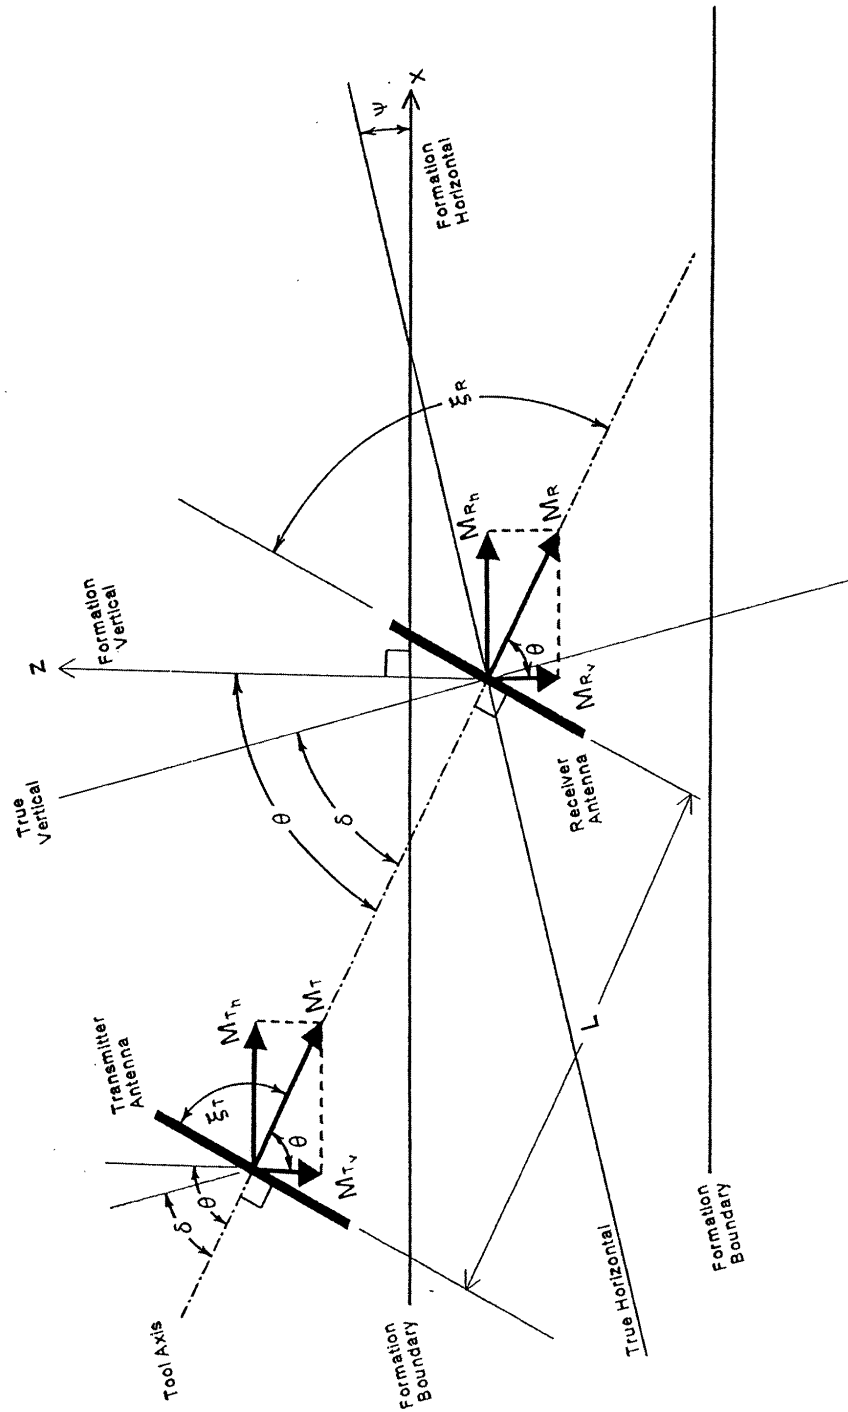 Z
Formation
Vertical
True
Vertical
θ
δ
Transmitter
Antenna
ξT
MTh
MT
θ
MTv
δ
θ
Tool Axis
Formation
Boundary
ψ
X
Formation
Horizontal
ξR
MRh
MR
θ
MRv
Receiver
Antenna
L
True Horizontal
Formation
Boundary